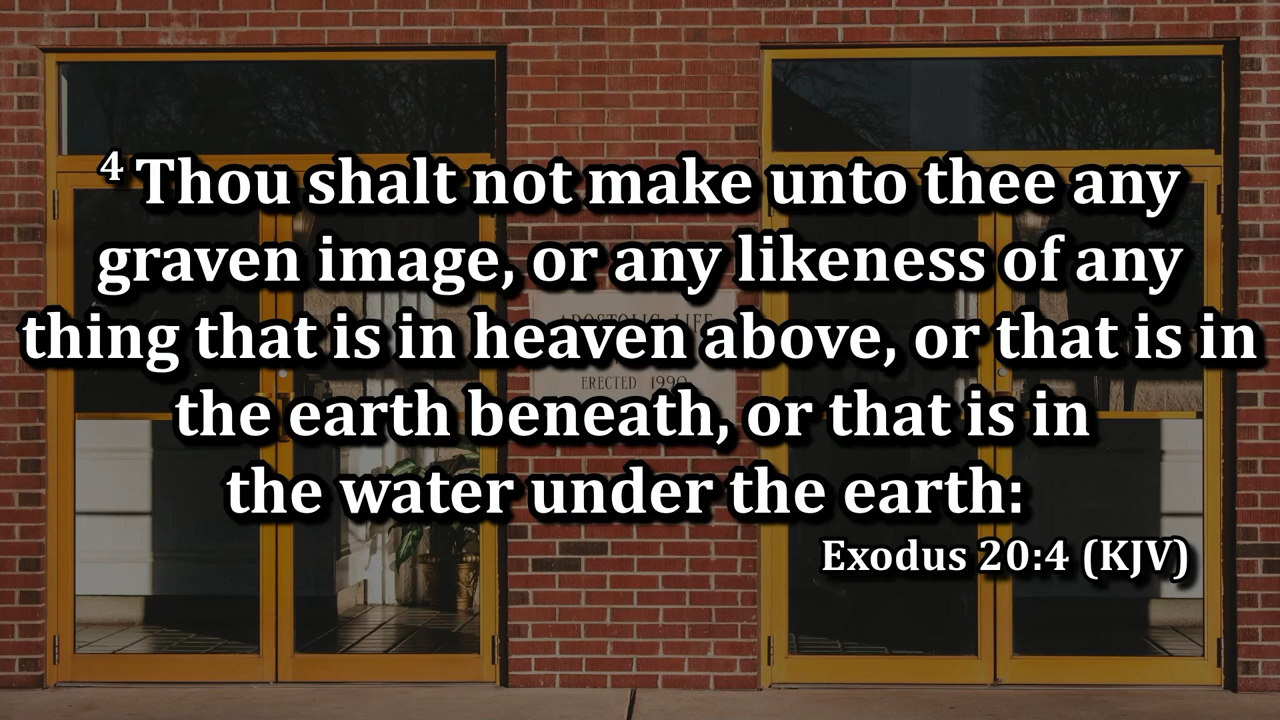 4 Thou shalt not make unto thee any
graven image, or any likeness of any
thing that is in heaven above, or that is in
the earth beneath, or that is in
the water under the earth:
Exodus 20:4 (KJV)
APOSTOLIC LIFE
ERECTED 1990